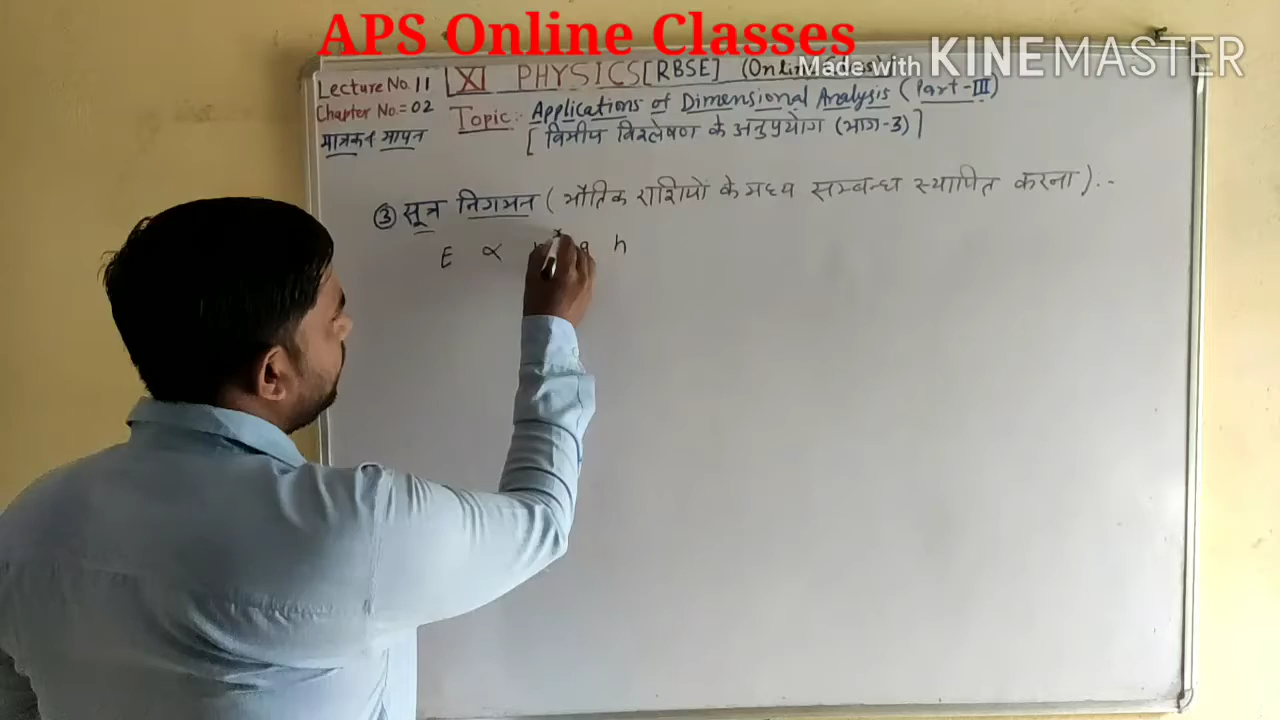 APS Online Classes
Made with KINEMASTER
Lecture No. 11
Chapter No.= 02
मात्रक व मापन
XI PHYSICS [RBSE] (Online Class)
Topic:- Applications of Dimensional Analysis (Part-III)
[ विमीय विश्लेषण के अनुप्रयोग (भाग-3) ]
③ सूत्र निगमन ( भौतिक राशियों के मध्य सम्बन्ध स्थापित करना ) :-
E ∝ h